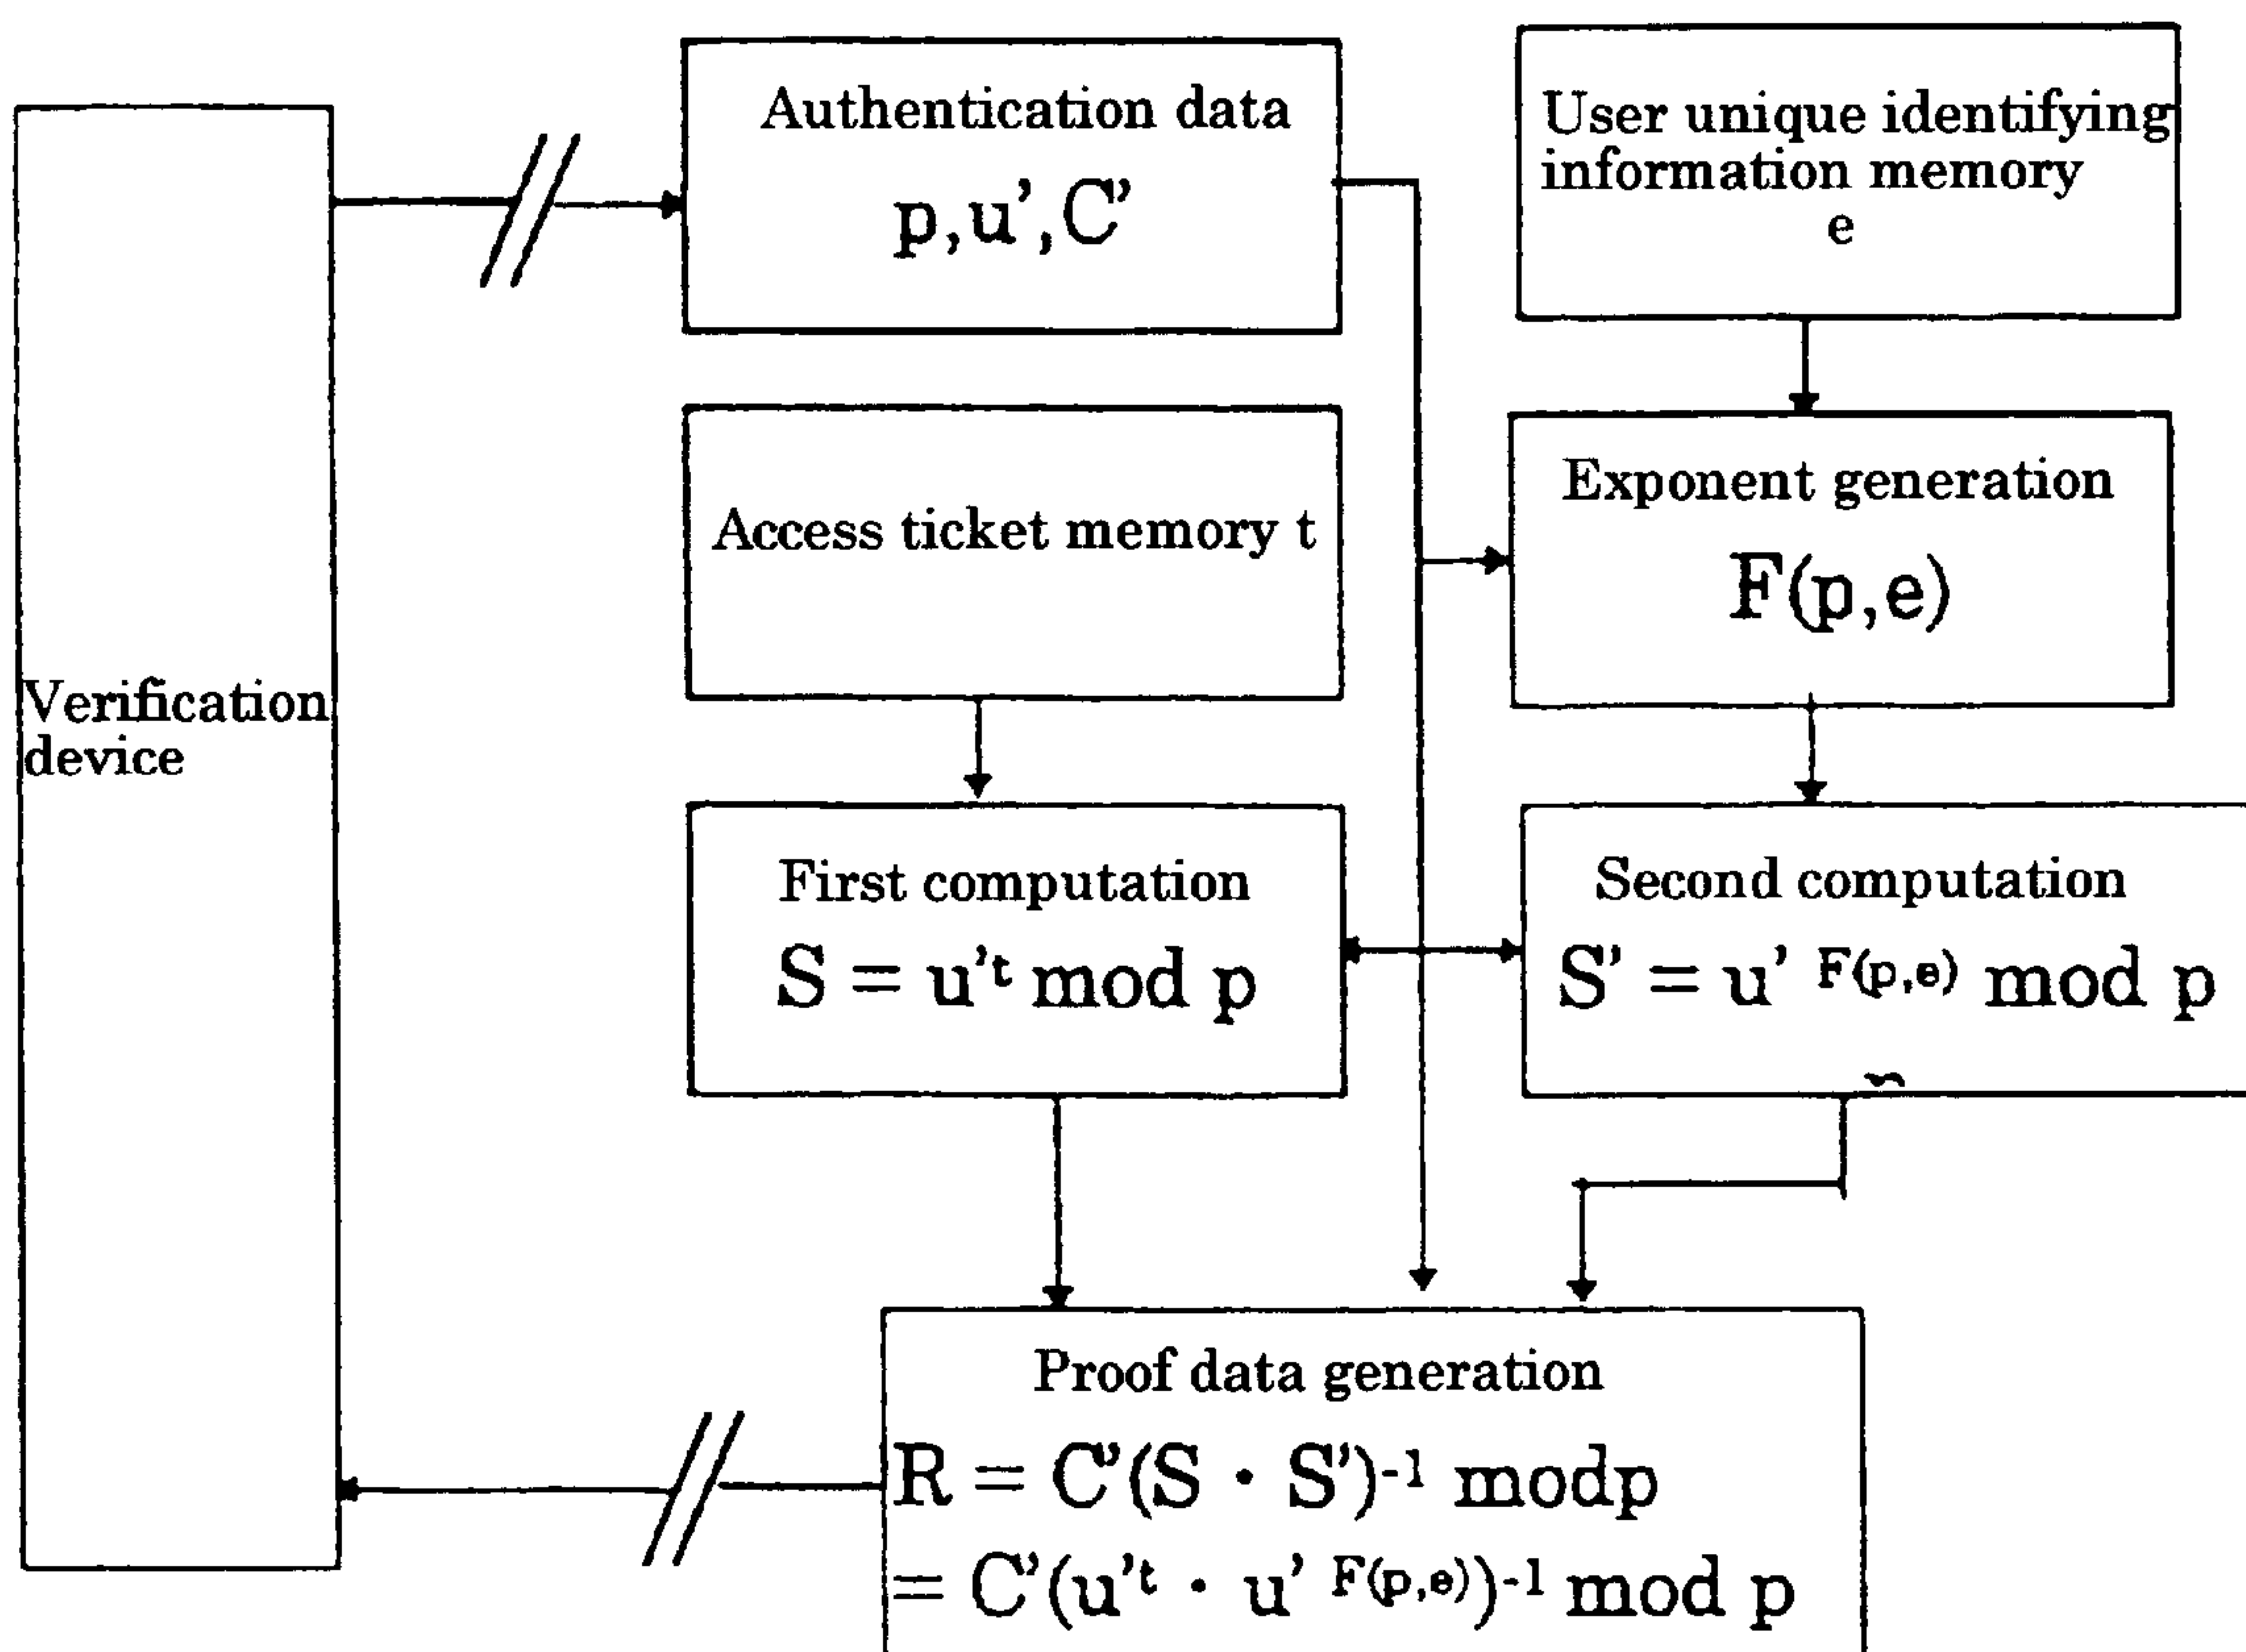 Authentication data
p,u',C'
User unique identifying
information memory
e
Access ticket memory t
Exponent generation
F(p,e)
Verification
device
First computation
S = u'ᵗ mod p
Second computation
S' = u' F(p,e) mod p
Proof data generation
R = C'(S · S')⁻¹ modp
= C'(u'ᵗ · u' F(p,e))⁻¹ mod p